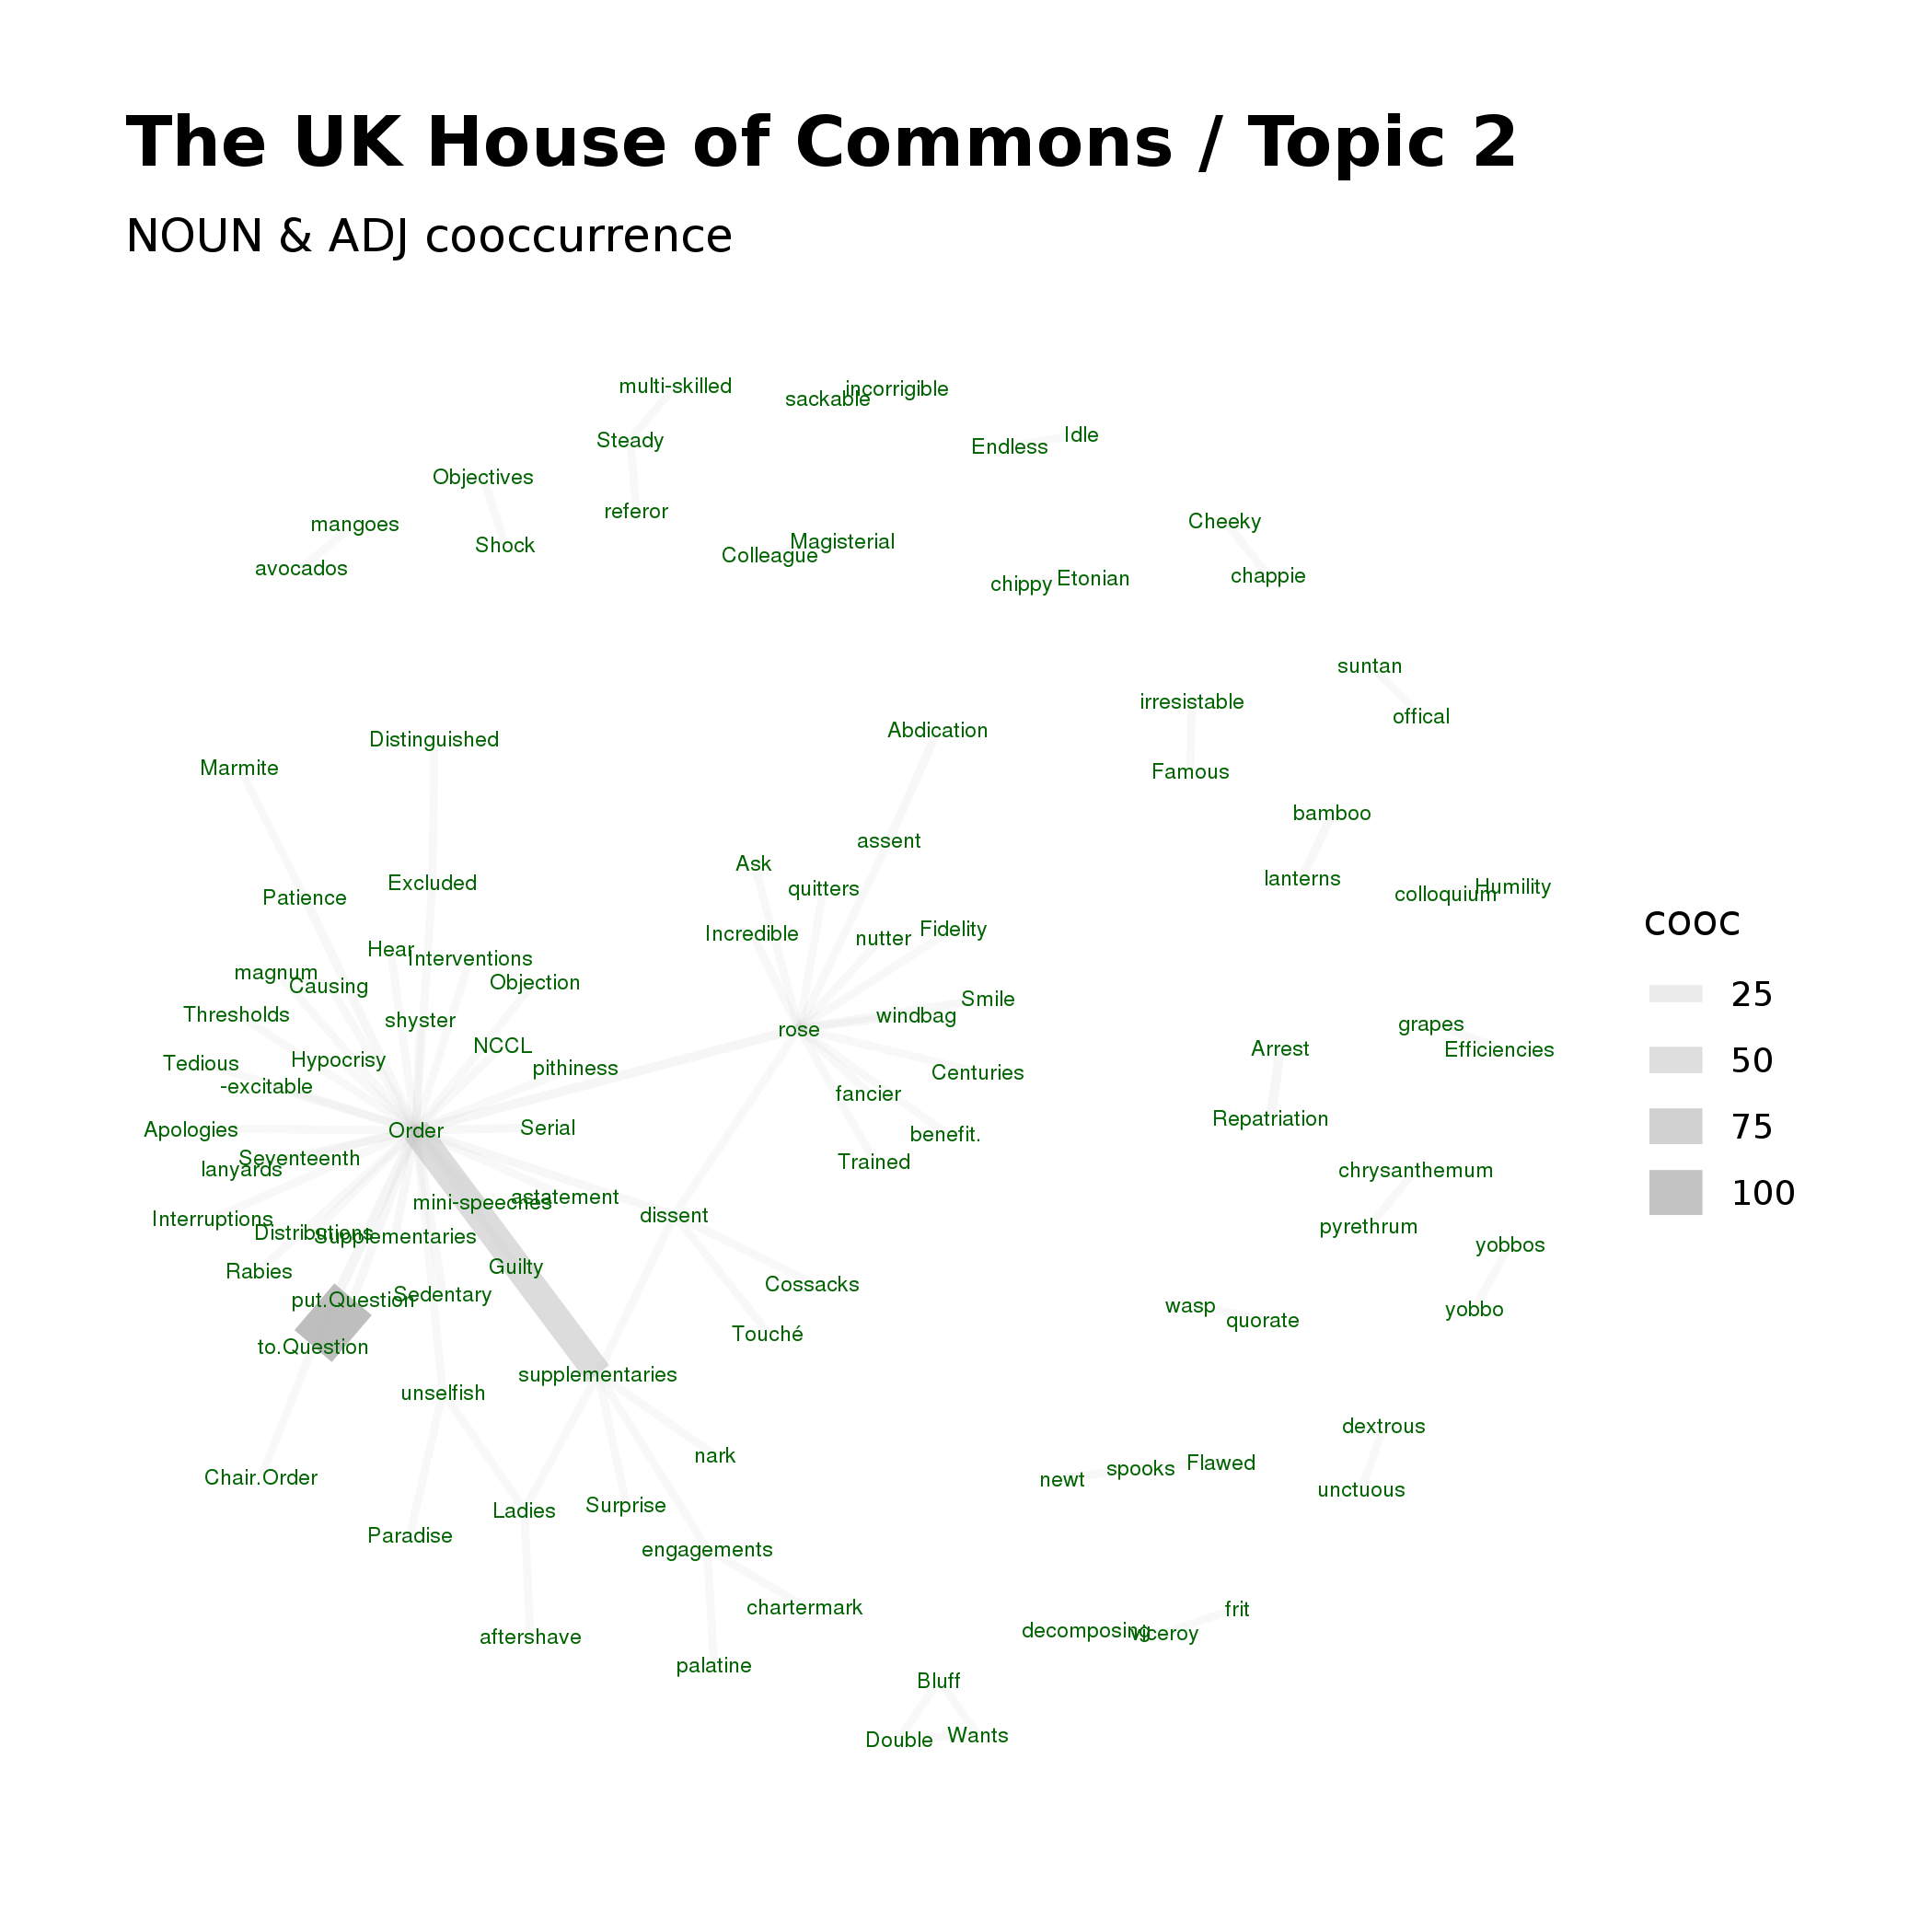 The UK House of Commons / Topic 2
NOUN & ADJ cooccurrence
multi-skilled
sackable
incorrigible
Steady
Endless
Idle
Objectives
referor
mangoes
Shock
avocados
Colleague
Magisterial
Cheeky
chippy
Etonian
chappie
suntan
irresistable
offical
Distinguished
Abdication
Marmite
Famous
bamboo
assent
Ask
Excluded
quitters
lanterns
colloquium
Humility
Patience
Incredible
nutter
Fidelity
cooc
Hear
Interventions
magnum
Causing
Objection
25
Thresholds
shyster
rose
windbag
Smile
grapes
Arrest
Efficiencies
50
NCCL
Tedious
Hypocrisy
pithiness
-excitable
Centuries
fancier
Apologies
Order
Serial
benefit.
Repatriation
75
Seventeenth
lanyards
Trained
chrysanthemum
mini-speeches
astatement
100
dissent
Interruptions
Distributions
Supplementaries
pyrethrum
yobbos
Rabies
Guilty
Cossacks
put.Question
Sedentary
wasp
quorate
yobbo
to.Question
Touché
supplementaries
unselfish
dextrous
nark
newt
spooks
Flawed
Chair.Order
unctuous
Ladies
Surprise
Paradise
engagements
chartermark
frit
aftershave
decomposing
viceroy
palatine
Bluff
Double
Wants